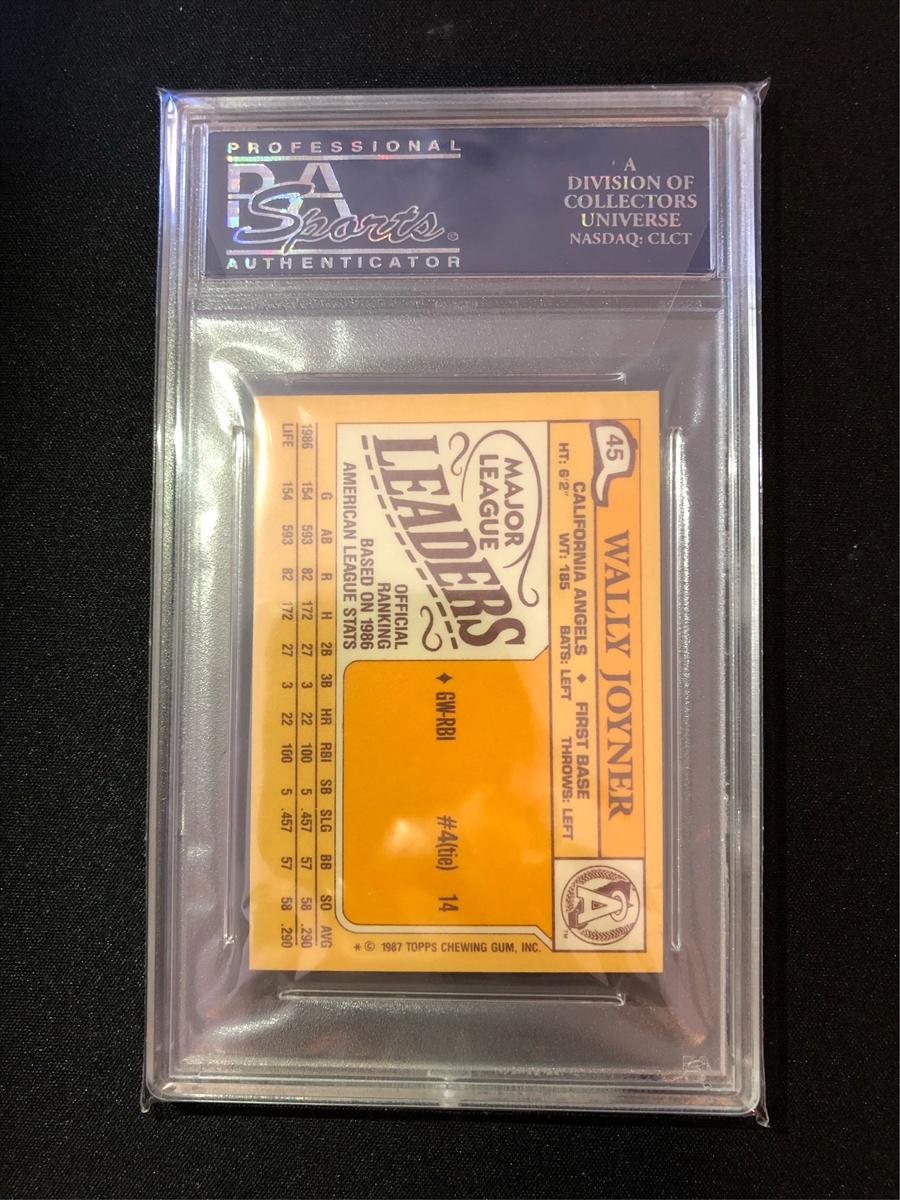 PROFESSIONAL
PSA
Sports
AUTHENTICATOR
A
DIVISION OF
COLLECTORS
UNIVERSE
NASDAQ: CLCT
45
WALLY JOYNER
CALIFORNIA ANGELS ◆ FIRST BASE
HT: 6'2" WT: 185 BATS: LEFT THROWS: LEFT
A
TM
MAJOR
LEAGUE
LEADERS
OFFICIAL
RANKING
BASED ON 1986
AMERICAN LEAGUE STATS
◆ GW-RBI #4(tie) 14
* © 1987 TOPPS CHEWING GUM, INC.
G AB R H 2B 3B HR RBI SB SLG BB SO AVG
1986 154 593 82 172 27 3 22 100 5 .457 57 58 .290
LIFE 154 593 82 172 27 3 22 100 5 .457 57 58 .290